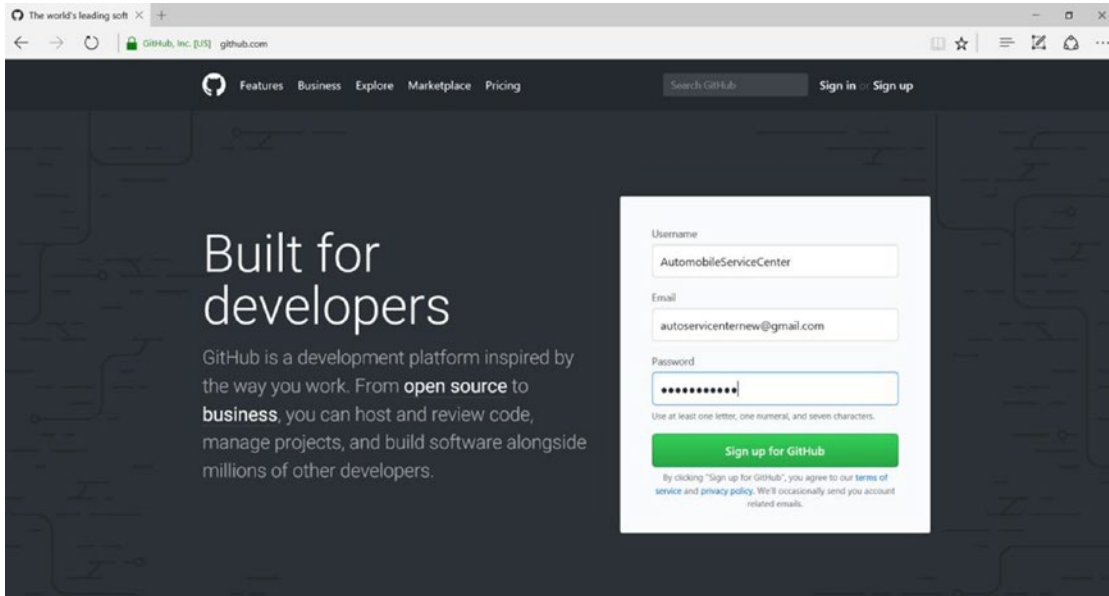 The world's leading soft
GitHub, Inc. [US] github.com
Features Business Explore Marketplace Pricing Search GitHub Sign in or Sign up
Built for
developers
GitHub is a development platform inspired by
the way you work. From open source to
business, you can host and review code,
manage projects, and build software alongside
millions of other developers.
Username
AutomobileServiceCenter
Email
autoservicenternew@gmail.com
Password
•••••••••••
Use at least one letter, one numeral, and seven characters.
Sign up for GitHub
By clicking "Sign up for GitHub", you agree to our terms of
service and privacy policy. We'll occasionally send you account
related emails.